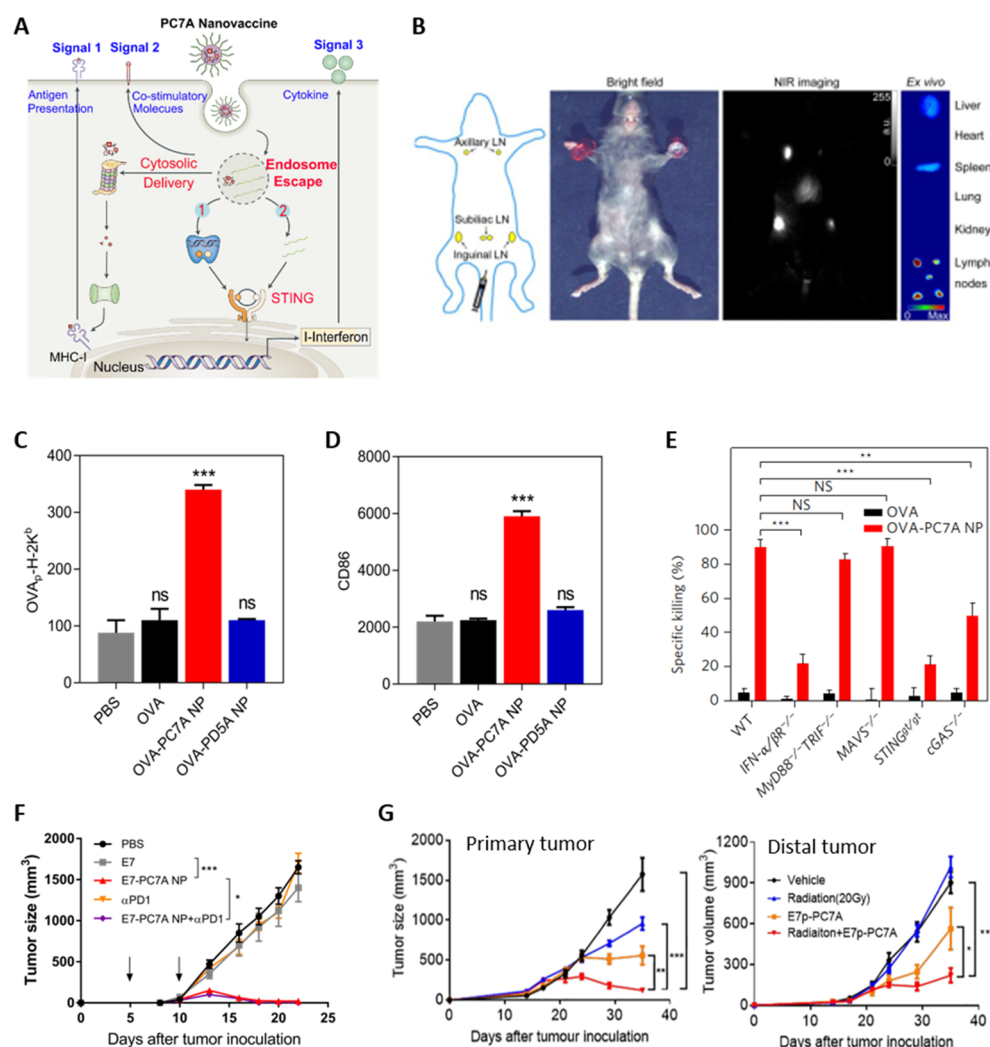 A
PC7A Nanovaccine
Signal 1
Signal 2
Signal 3
Antigen
Presentation
Co-stimulatory
Molecues
Cytokine
Cytosolic
Delivery
Endosome
Escape
1
2
STING
I-Interferon
MHC-I
Nucleus
B
Bright field
NIR imaging
Ex vivo
Axillary LN
Subiliac LN
Inguinal LN
255
a.u.
0
Liver
Heart
Spleen
Lung
Kidney
Lymph
nodes
0
Max
C
OVAp-H-2Kb
400
300
200
100
0
***
ns
ns
PBS
OVA
OVA-PC7A NP
OVA-PD5A NP
D
CD86
8000
6000
4000
2000
0
***
ns
ns
PBS
OVA
OVA-PC7A NP
OVA-PD5A NP
E
**
***
NS
NS
***
OVA
OVA-PC7A NP
Specific killing (%)
100
80
60
40
20
0
WT
IFN-α/βR−/−
MyD88−/−TRIF−/−
MAVS−/−
STINGgt/gt
cGAS−/−
F
Tumor size (mm3)
2000
1500
1000
500
0
PBS
E7
E7-PC7A NP
αPD1
E7-PC7A NP+αPD1
***
*
0
5
10
15
20
25
Days after tumor inoculation
G
Primary tumor
Tumor size (mm3)
2000
1500
1000
500
0
**
***
0
10
20
30
40
Days after tumour inoculation
Distal tumor
Tumor volume (mm3)
1200
900
600
300
0
Vehicle
Radiation(20Gy)
E7p-PC7A
Radiaiton+E7p-PC7A
*
**
0
10
20
30
40
Days after tumor inoculation